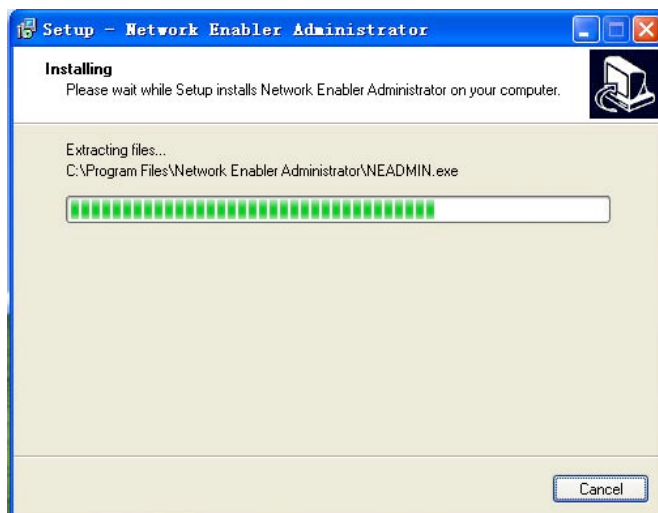 Setup - Network Enabler Administrator
Installing
Please wait while Setup installs Network Enabler Administrator on your computer.
Extracting files...
C:\Program Files\Network Enabler Administrator\NEADMIN.exe
Cancel